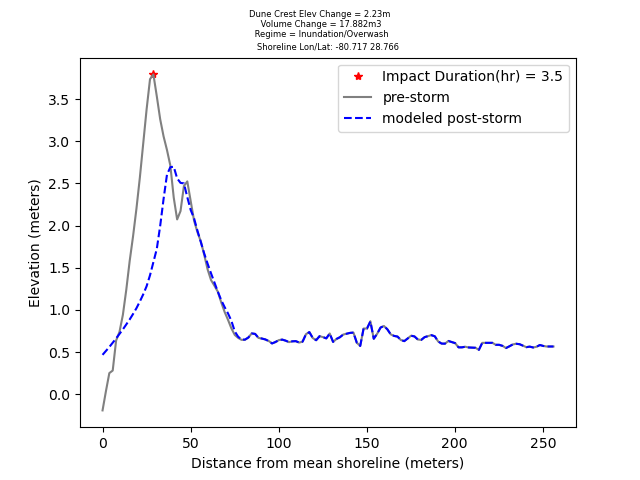 Dune Crest Elev Change = 2.23m
Volume Change = 17.882m3
Regime = Inundation/Overwash
Shoreline Lon/Lat: -80.717 28.766
Impact Duration(hr) = 3.5
pre-storm
modeled post-storm
Elevation (meters)
3.5
3.0
2.5
2.0
1.5
1.0
0.5
0.0
0 50 100 150 200 250
Distance from mean shoreline (meters)